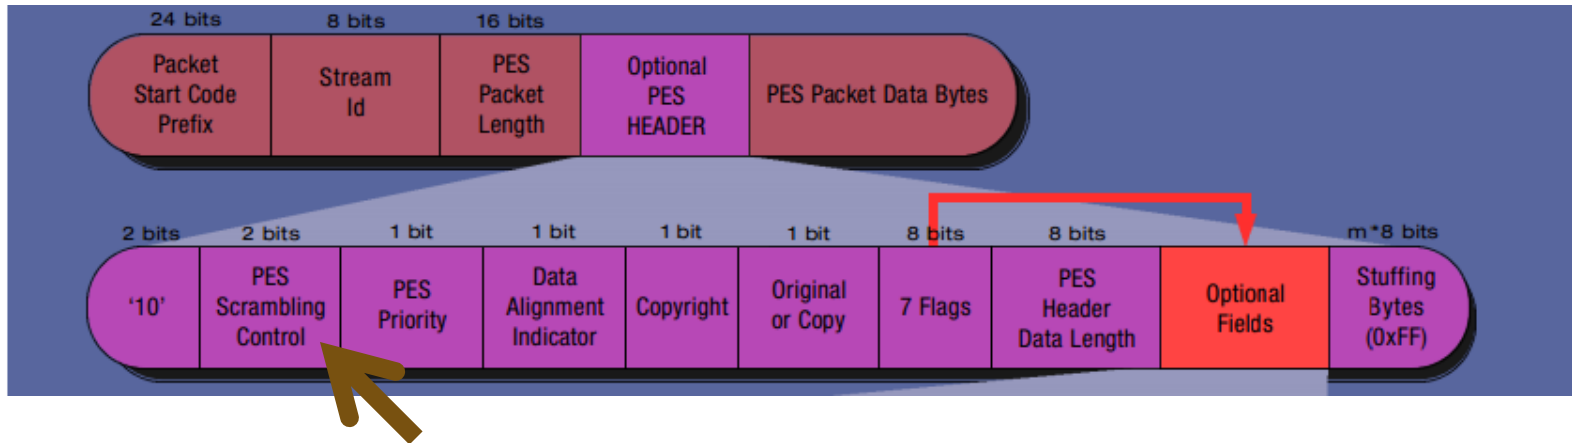 24 bits 8 bits 16 bits
Packet
Start Code
Prefix
Stream
Id
PES
Packet
Length
Optional
PES
HEADER
PES Packet Data Bytes
2 bits 2 bits 1 bit 1 bit 1 bit 1 bit 8 bits 8 bits m*8 bits
‘10’
PES
Scrambling
Control
PES
Priority
Data
Alignment
Indicator
Copyright
Original
or Copy
7 Flags
PES
Header
Data Length
Optional
Fields
Stuffing
Bytes
(0xFF)